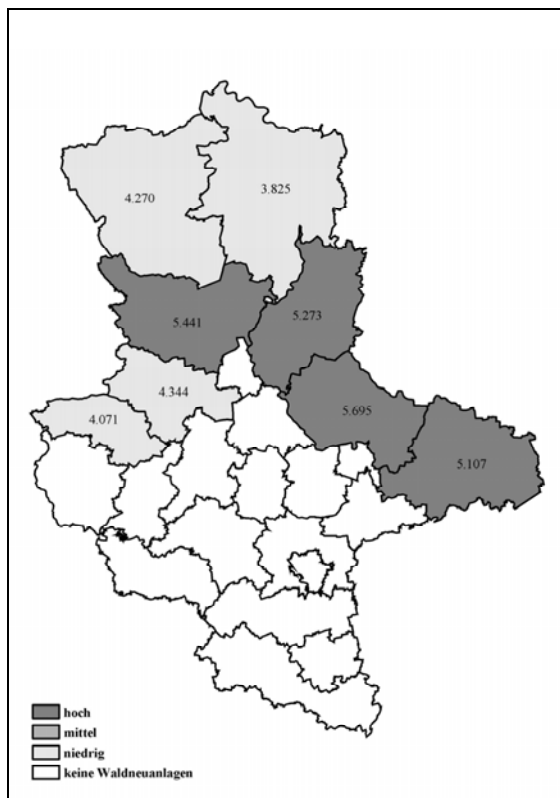 4.270
3.825
5.441
5.273
4.344
4.071
5.695
5.107
hoch
mittel
niedrig
keine Waldneuanlagen